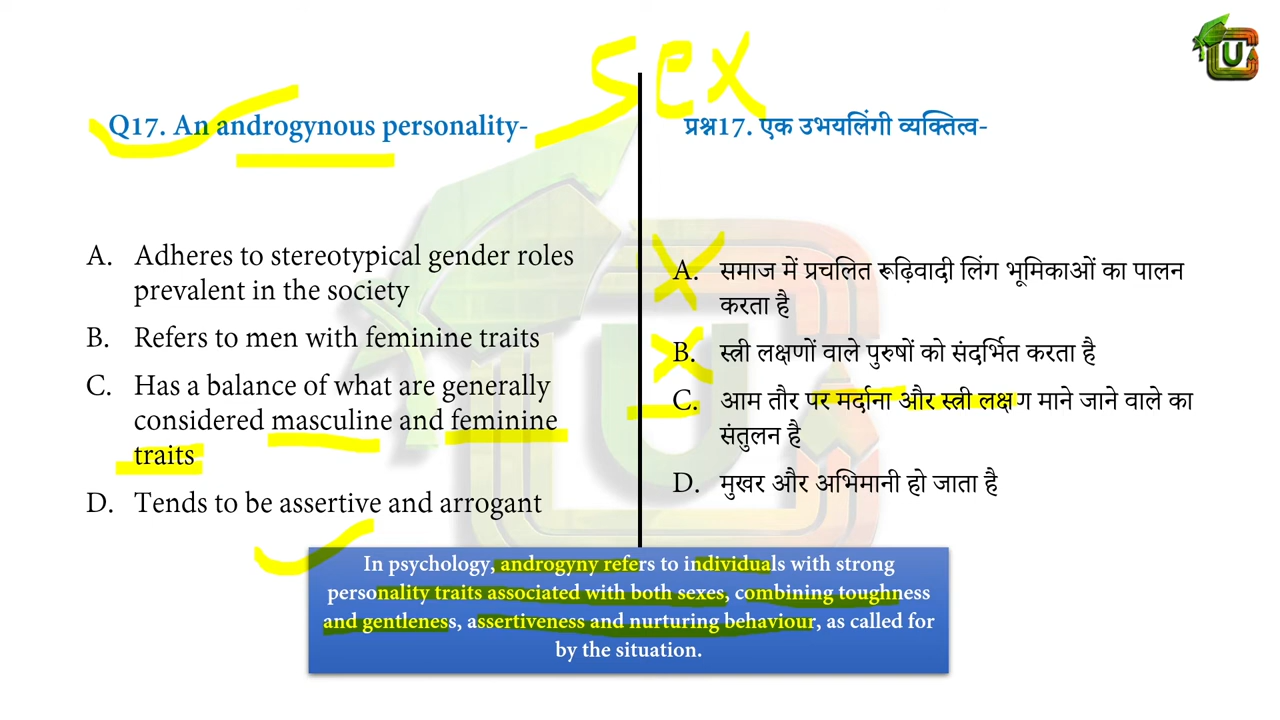 sex
Q17. An androgynous personality-
A. Adheres to stereotypical gender roles
prevalent in the society
B. Refers to men with feminine traits
C. Has a balance of what are generally
considered masculine and feminine
traits
D. Tends to be assertive and arrogant
प्रश्न17. एक उभयलिंगी व्यक्तित्व-
A. समाज में प्रचलित रूढ़िवादी लिंग भूमिकाओं का पालन
करता है
B. स्त्री लक्षणों वाले पुरुषों को संदर्भित करता है
C. आम तौर पर मर्दाना और स्त्री लक्षण माने जाने वाले का
संतुलन है
D. मुखर और अभिमानी हो जाता है
In psychology, androgyny refers to individuals with strong
personality traits associated with both sexes, combining toughness
and gentleness, assertiveness and nurturing behaviour, as called for
by the situation.
U